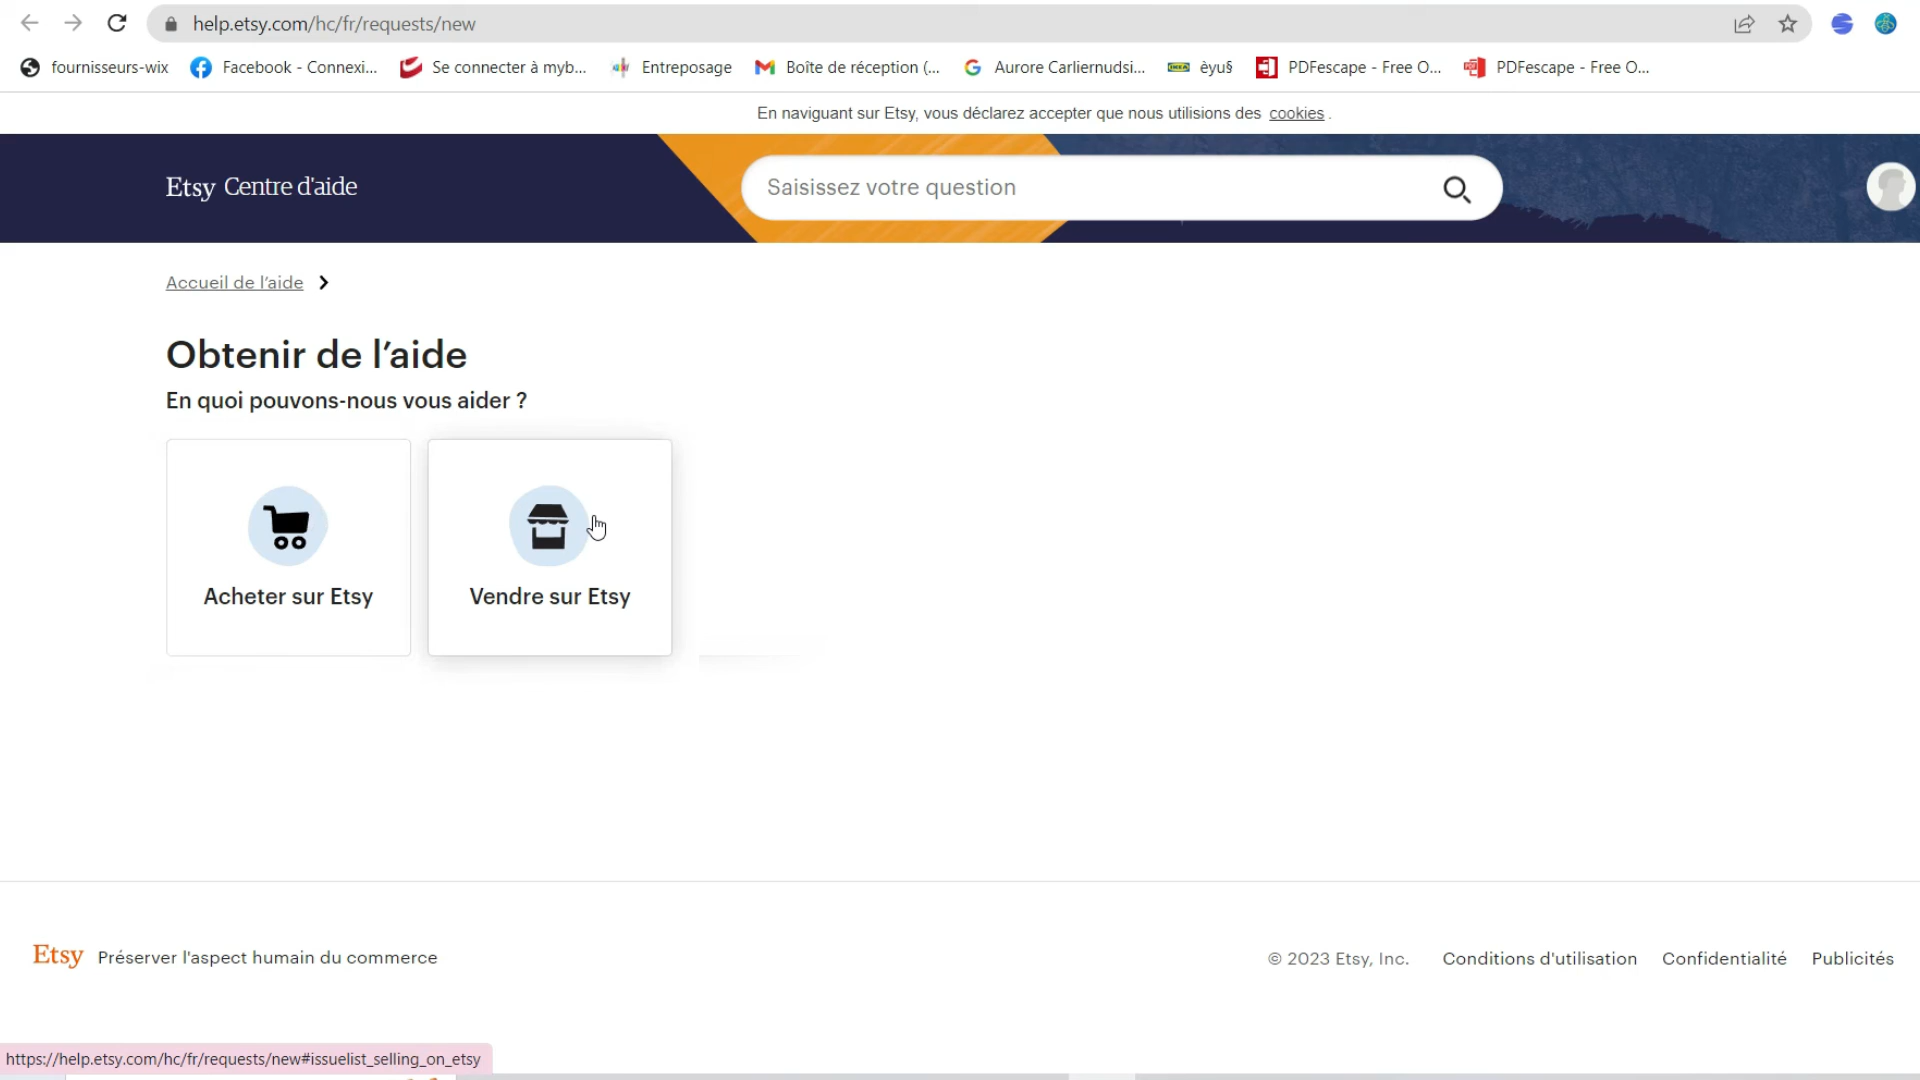 help.etsy.com/hc/fr/requests/new
fournisseurs-wix Facebook - Connexi... Se connecter à myb... Entreposage Boîte de réception (... Aurore Carliernudsi... IKEA èyu§ PDFescape - Free O... PDFescape - Free O...
En naviguant sur Etsy, vous déclarez accepter que nous utilisions des cookies .
Etsy Centre d'aide
Saisissez votre question
Accueil de l’aide
Obtenir de l’aide
En quoi pouvons-nous vous aider ?
Acheter sur Etsy
Vendre sur Etsy
Etsy Préserver l'aspect humain du commerce
© 2023 Etsy, Inc. Conditions d'utilisation Confidentialité Publicités
https://help.etsy.com/hc/fr/requests/new#issuelist_selling_on_etsy